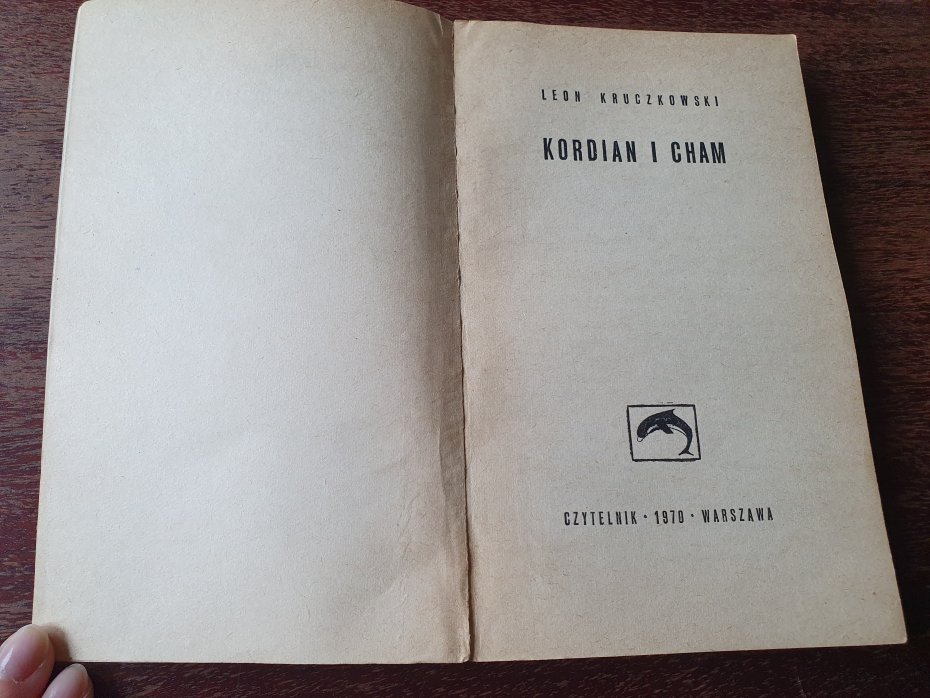 LEON KRUCZKOWSKI
KORDIAN I CHAM
CZYTELNIK • 1970 • WARSZAWA